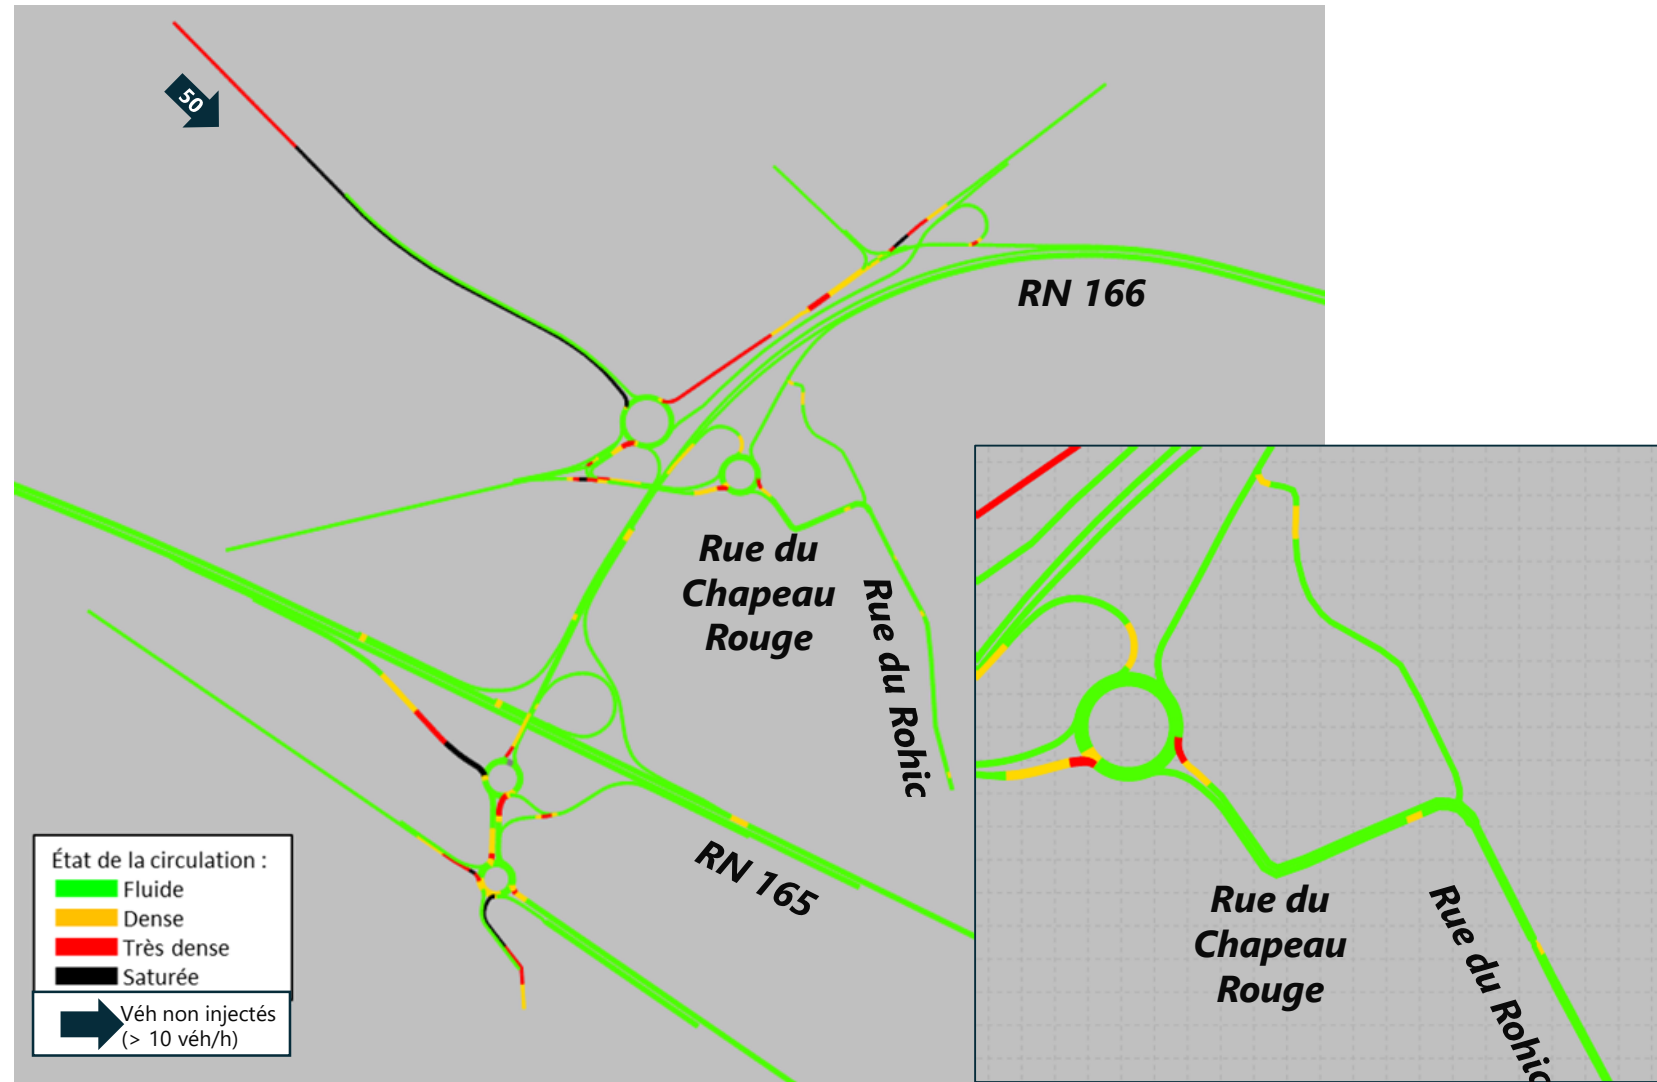 50
RN 166
Rue du
Chapeau
Rouge
Rue du Rohic
RN 165
État de la circulation :
Fluide
Dense
Très dense
Saturée
Véh non injectés
(> 10 véh/h)
Rue du
Chapeau
Rouge
Rue du Rohic